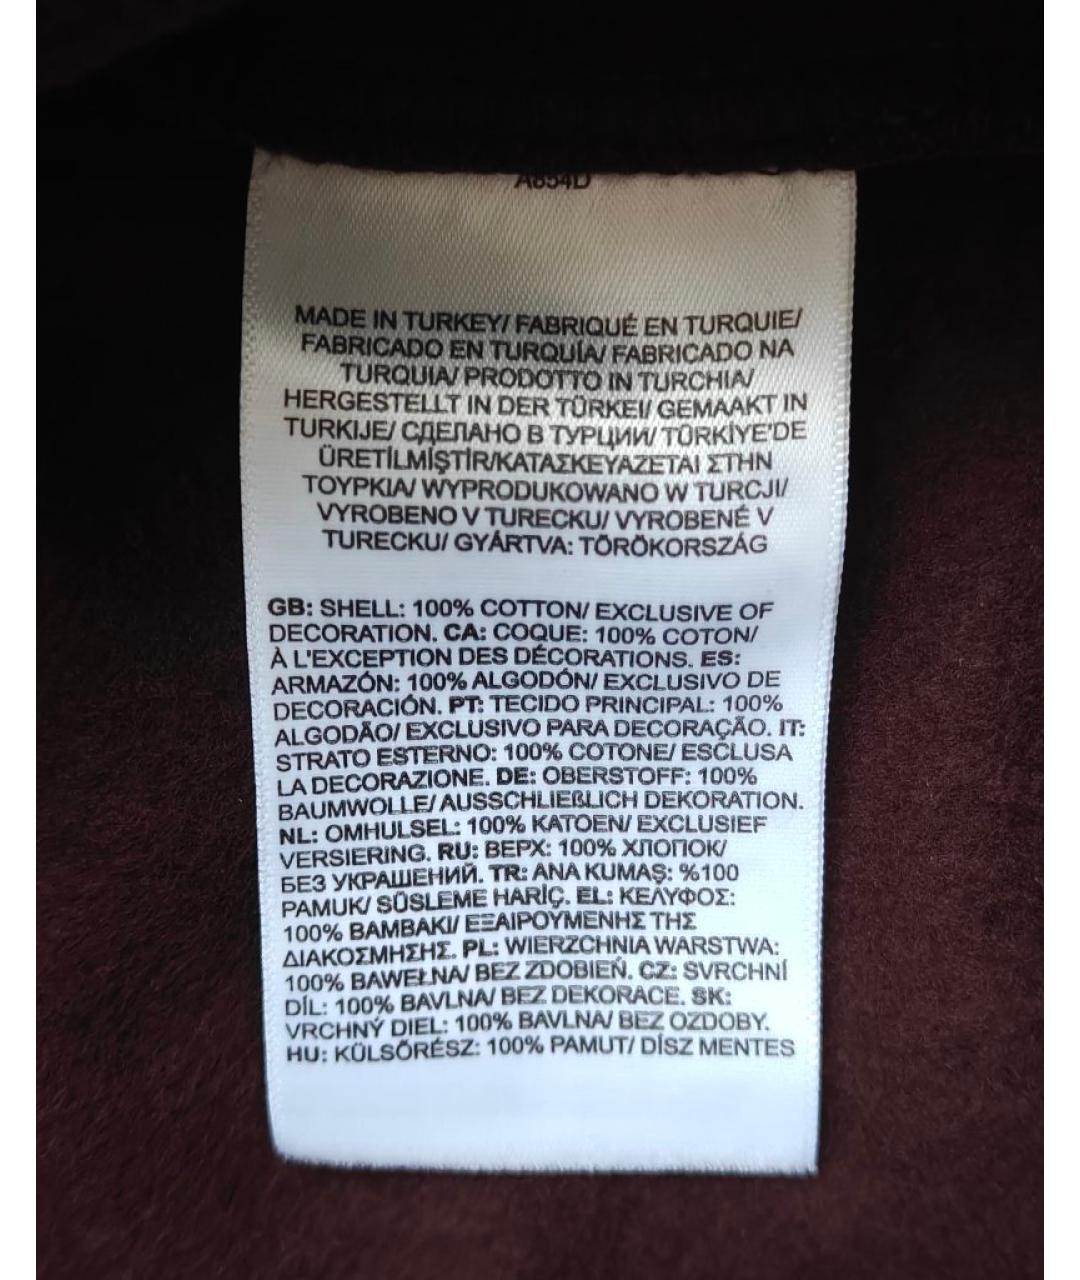 A854D
MADE IN TURKEY/ FABRIQUÉ EN TURQUIE/
FABRICADO EN TURQUÍA/ FABRICADO NA
TURQUIA/ PRODOTTO IN TURCHIA/
HERGESTELLT IN DER TÜRKEI/ GEMAAKT IN
TURKIJE/ СДЕЛАНО В ТУРЦИИ/ TÜRKİYE'DE
ÜRETİLMİŞTİR/ΚΑΤΑΣΚΕΥΑΖΕΤΑΙ ΣΤΗΝ
ΤΟΥΡΚΙΑ/ WYPRODUKOWANO W TURCJI/
VYROBENO V TURECKU/ VYROBENÉ V
TURECKU/ GYÁRTVA: TÖRÖKORSZÁG
GB: SHELL: 100% COTTON/ EXCLUSIVE OF
DECORATION. CA: COQUE: 100% COTON/
À L'EXCEPTION DES DÉCORATIONS. ES:
ARMAZÓN: 100% ALGODÓN/ EXCLUSIVO DE
DECORACIÓN. PT: TECIDO PRINCIPAL: 100%
ALGODÃO/ EXCLUSIVO PARA DECORAÇÃO. IT:
STRATO ESTERNO: 100% COTONE/ ESCLUSA
LA DECORAZIONE. DE: OBERSTOFF: 100%
BAUMWOLLE/ AUSSCHLIEßLICH DEKORATION.
NL: OMHULSEL: 100% KATOEN/ EXCLUSIEF
VERSIERING. RU: ВЕРХ: 100% ХЛОПОК/
БЕЗ УКРАШЕНИЙ. TR: ANA KUMAŞ: %100
PAMUK/ SÜSLEME HARİÇ. EL: ΚΕΛΥΦΟΣ:
100% ΒΑΜΒΑΚΙ/ ΕΞΑΙΡΟΥΜΕΝΗΣ ΤΗΣ
ΔΙΑΚΟΣΜΗΣΗΣ. PL: WIERZCHNIA WARSTWA:
100% BAWEŁNA/ BEZ ZDOBIEŃ. CZ: SVRCHNÍ
DÍL: 100% BAVLNA/ BEZ DEKORACE. SK:
VRCHNÝ DIEL: 100% BAVLNA/ BEZ OZDOBY.
HU: KÜLSŐRÉSZ: 100% PAMUT/ DÍSZ MENTES